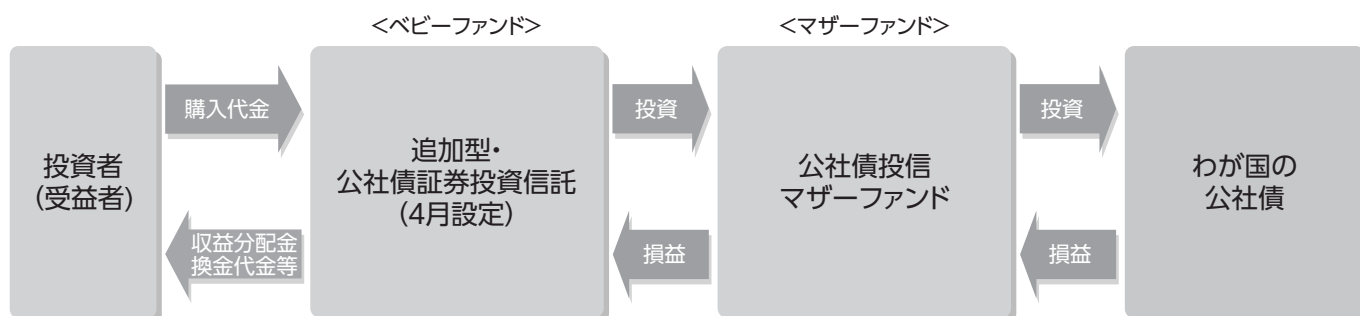 <ベビーファンド>
<マザーファンド>
投資者
(受益者)
購入代金
収益分配金
換金代金等
追加型・
公社債証券投資信託
(4月設定)
投資
損益
公社債投信
マザーファンド
投資
損益
わが国の
公社債